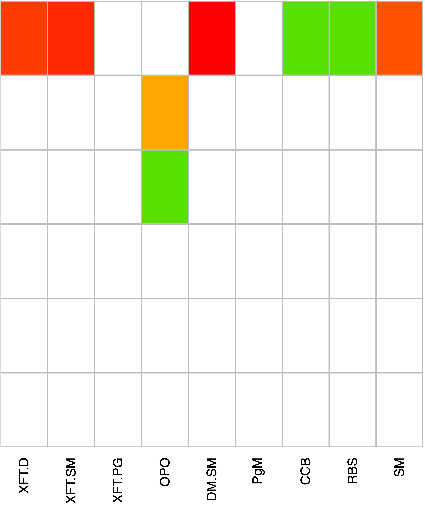 XFT.D
XFT.SM
XFT.PG
OPO
DM.SM
PgM
CCB
RBS
SM